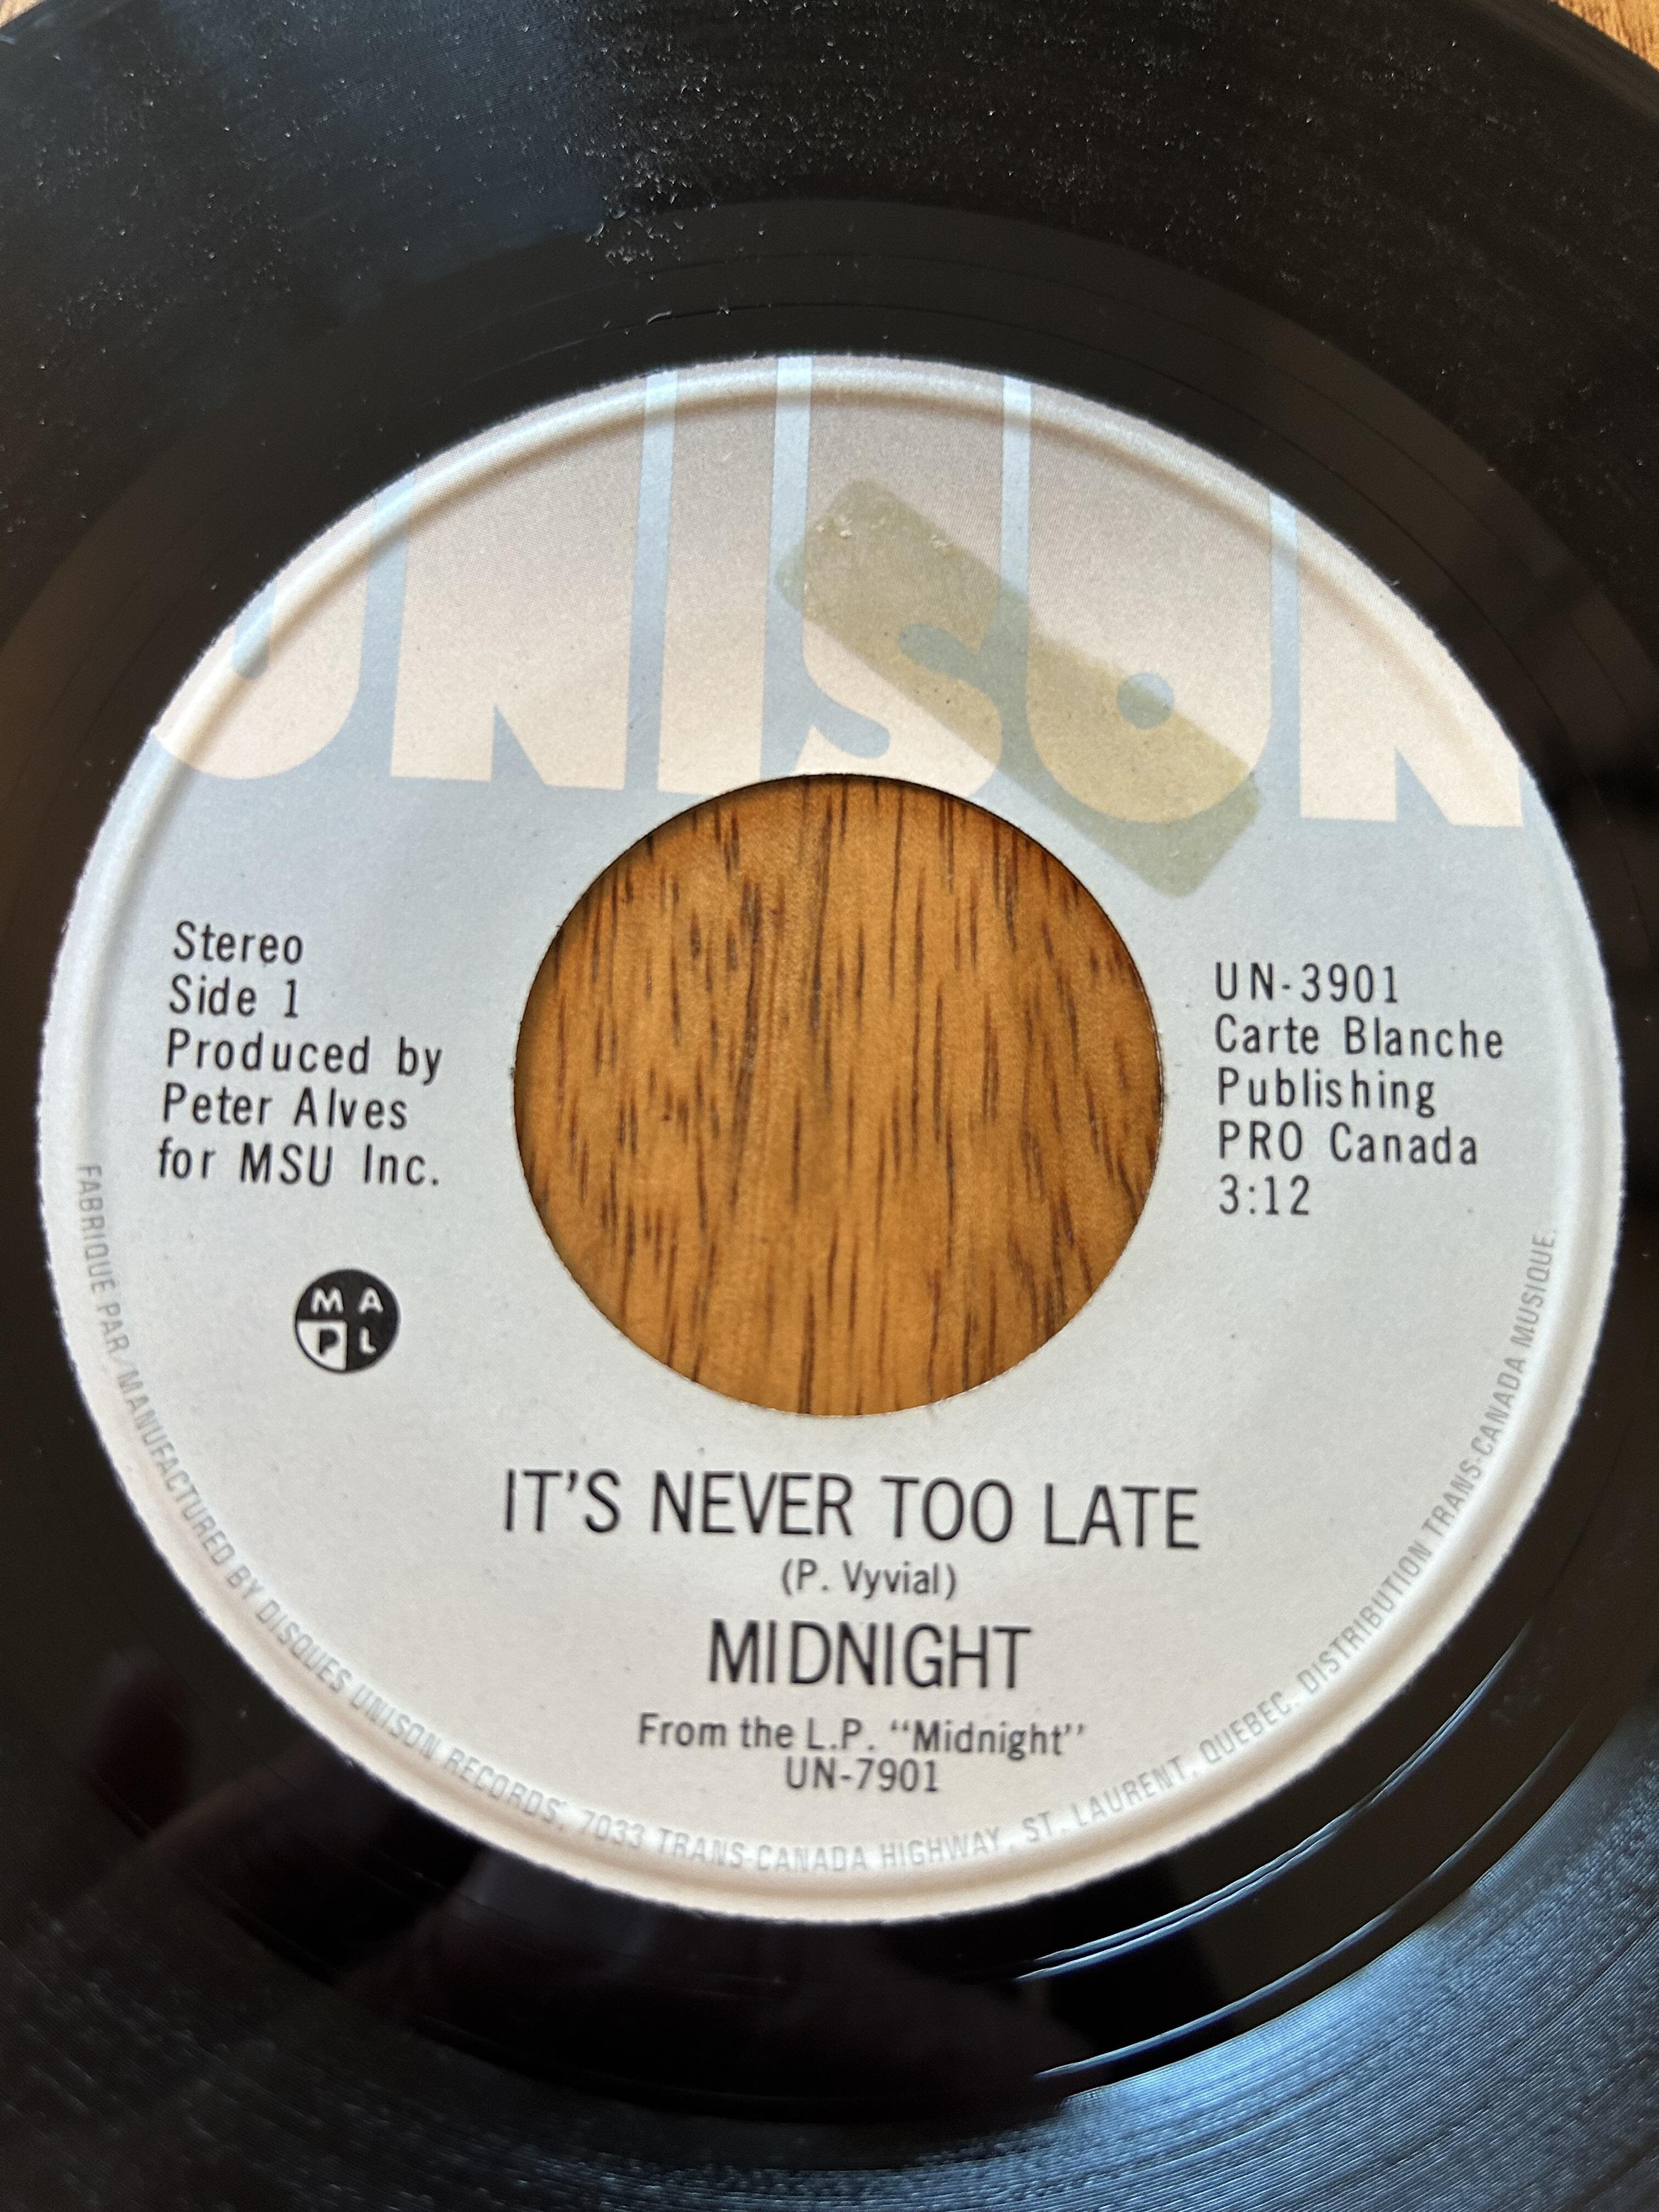 UNISON
Stereo
Side 1
Produced by
Peter Alves
for MSU Inc.
UN-3901
Carte Blanche
Publishing
PRO Canada
3:12
M A
P L
IT'S NEVER TOO LATE
(P. Vyvial)
MIDNIGHT
From the L.P. "Midnight"
UN-7901
FABRIQUE PAR/MANUFACTURED BY DISQUES UNISON RECORDS, 7033 TRANS-CANADA HIGHWAY, ST. LAURENT, QUEBEC. DISTRIBUTION TRANS-CANADA MUSIQUE.